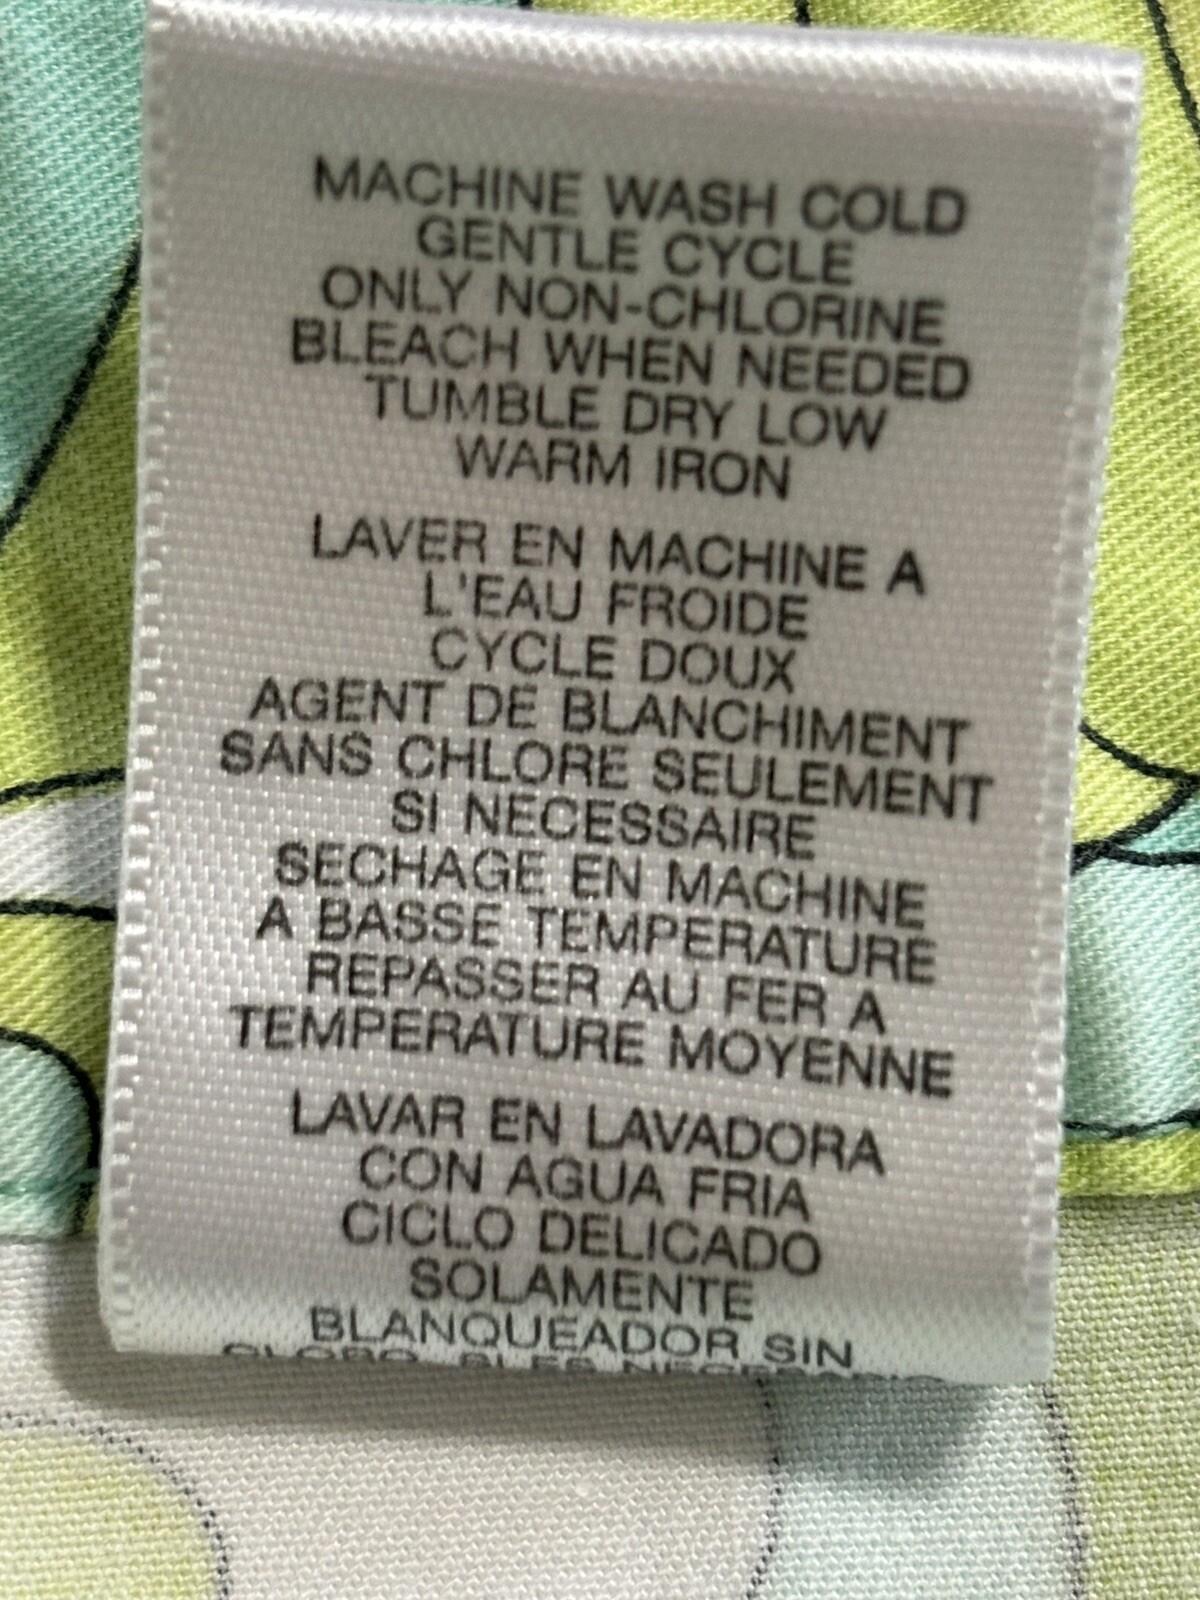 MACHINE WASH COLD
GENTLE CYCLE
ONLY NON-CHLORINE
BLEACH WHEN NEEDED
TUMBLE DRY LOW
WARM IRON
LAVER EN MACHINE A
L'EAU FROIDE
CYCLE DOUX
AGENT DE BLANCHIMENT
SANS CHLORE SEULEMENT
SI NECESSAIRE
SECHAGE EN MACHINE
A BASSE TEMPERATURE
REPASSER AU FER A
TEMPERATURE MOYENNE
LAVAR EN LAVADORA
CON AGUA FRIA
CICLO DELICADO
SOLAMENTE
BLANQUEADOR SIN